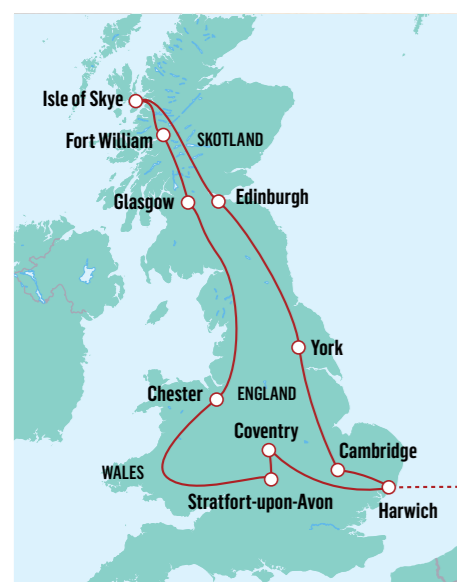 Isle of Skye
Fort William
SKOTLAND
Glasgow
Edinburgh
York
Chester
ENGLAND
Coventry
Cambridge
WALES
Stratfort-upon-Avon
Harwich